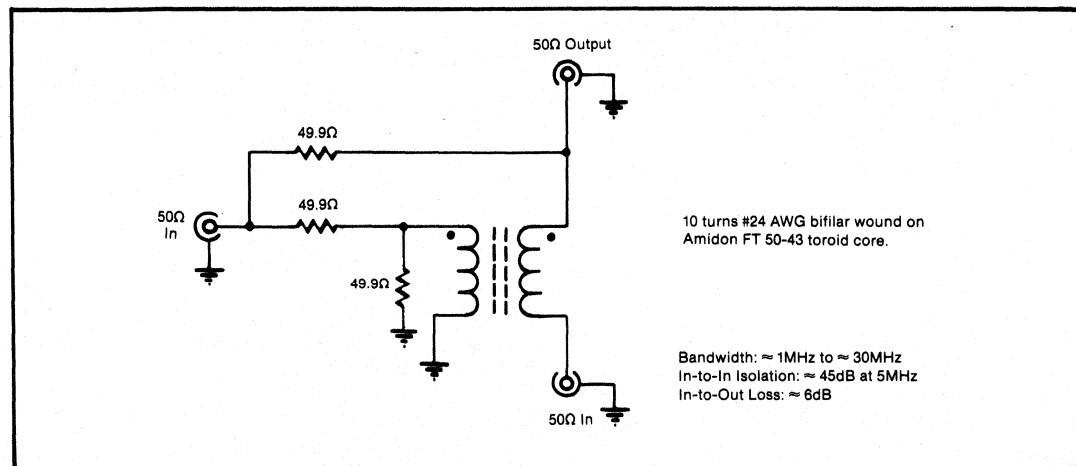 50Ω Output
49.9Ω
49.9Ω
50Ω
In
49.9Ω
10 turns #24 AWG bifilar wound on
Amidon FT 50-43 toroid core.
Bandwidth: ≈ 1MHz to ≈ 30MHz
In-to-In Isolation: ≈ 45dB at 5MHz
In-to-Out Loss: ≈ 6dB
50Ω In